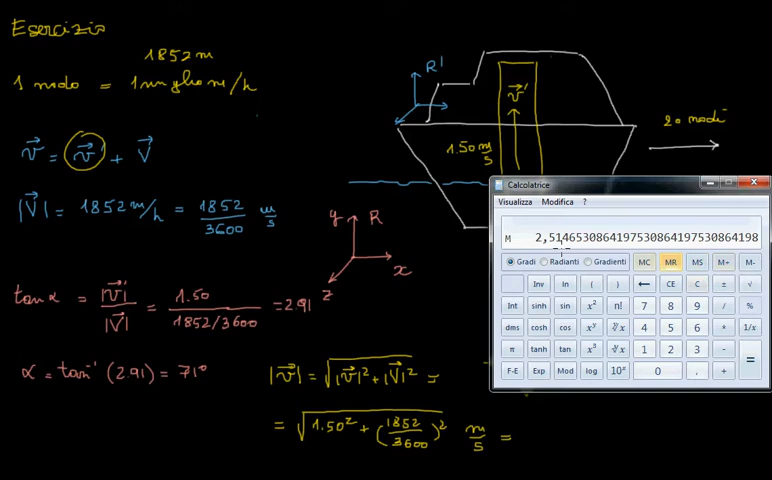 Esercizio
1852 m
1 nodo = 1 miglio m/h
v = v' + V
|V| = 1852 m/h = 1852/3600 m/s
R'
v'
1.50 m/s
20 nodi
y R
x
z
tan α = |v'|/|V| = 1.50/(1852/3600) = 2.91
α = tan⁻¹ (2.91) = 71°
|v| = √(|v'|² + |V|²) =
= √(1.50² + (1852/3600)²) m/s =
Calcolatrice
Visualizza Modifica ?
M 2,5146530864197530864197530864198
Gradi Radianti Gradienti MC MR MS M+ M-
Inv ln ( ) ← CE C ± √
Int sinh sin x² n! 7 8 9 / %
dms cosh cos xʸ ʸ√x 4 5 6 * ¹/x
π tanh tan x³ ³√x 1 2 3 - =
F-E Exp Mod log 10ˣ 0 , +